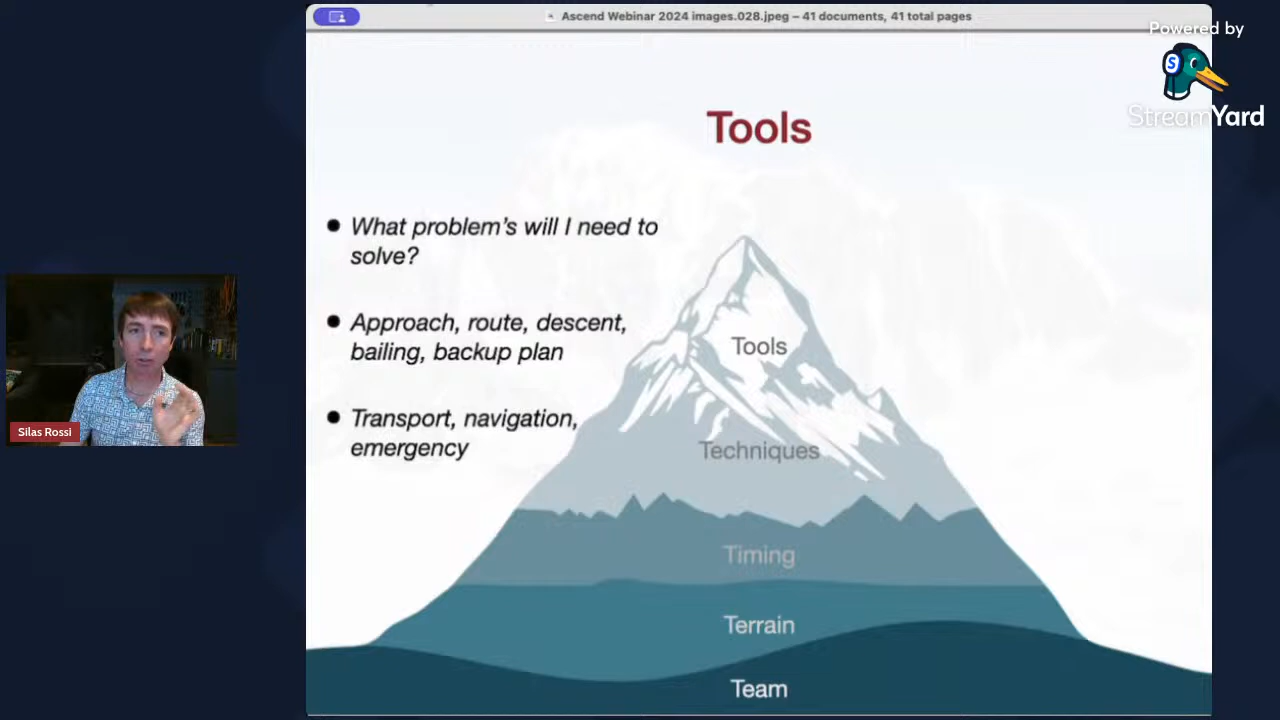 Ascend Webinar 2024 images.028.jpeg – 41 documents, 41 total pages
Powered by
S
StreamYard
Tools
What problem's will I need to
solve?
Approach, route, descent,
bailing, backup plan
Transport, navigation,
emergency
Tools
Techniques
Timing
Terrain
Team
Silas Rossi